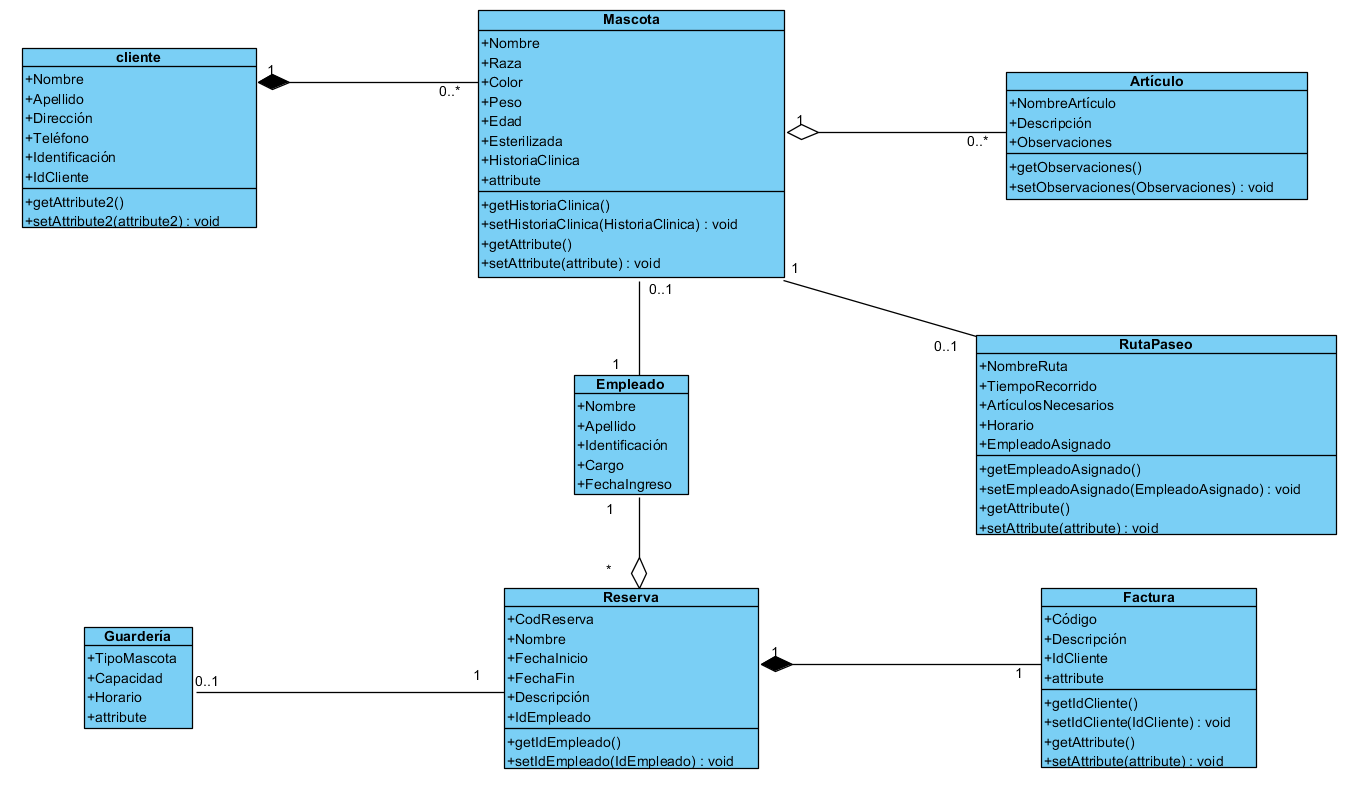 cliente
+Nombre
+Apellido
+Dirección
+Teléfono
+Identificación
+IdCliente
+getAttribute2()
+setAttribute2(attribute2) : void
1
0..*
Mascota
+Nombre
+Raza
+Color
+Peso
+Edad
+Esterilizada
+HistoriaClinica
+attribute
+getHistoriaClinica()
+setHistoriaClinica(HistoriaClinica) : void
+getAttribute()
+setAttribute(attribute) : void
1
0..*
Artículo
+NombreArtículo
+Descripción
+Observaciones
+getObservaciones()
+setObservaciones(Observaciones) : void
1
0..1
RutaPaseo
+NombreRuta
+TiempoRecorrido
+ArtículosNecesarios
+Horario
+EmpleadoAsignado
+getEmpleadoAsignado()
+setEmpleadoAsignado(EmpleadoAsignado) : void
+getAttribute()
+setAttribute(attribute) : void
0..1
1
Empleado
+Nombre
+Apellido
+Identificación
+Cargo
+FechaIngreso
1
*
Guardería
+TipoMascota
+Capacidad
+Horario
+attribute
0..1
1
Reserva
+CodReserva
+Nombre
+FechaInicio
+FechaFin
+Descripción
+IdEmpleado
+getIdEmpleado()
+setIdEmpleado(IdEmpleado) : void
1
1
Factura
+Código
+Descripción
+IdCliente
+attribute
+getIdCliente()
+setIdCliente(IdCliente) : void
+getAttribute()
+setAttribute(attribute) : void